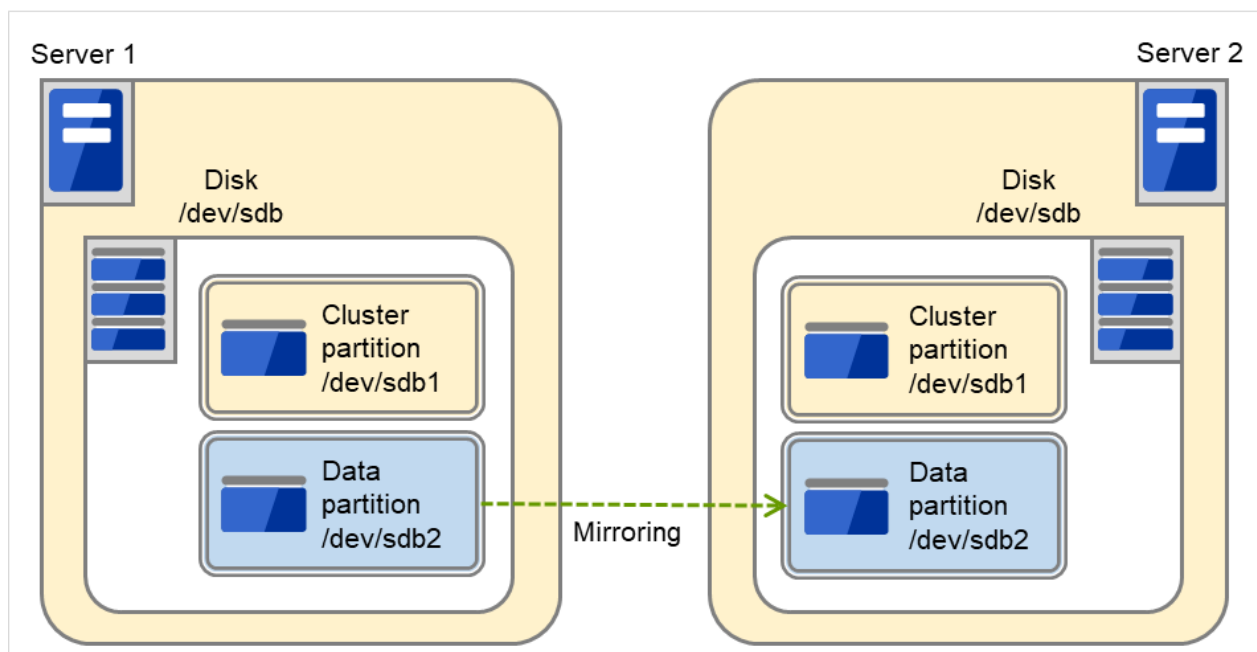 Server 1
Server 2
Disk
/dev/sdb
Disk
/dev/sdb
Cluster
partition
/dev/sdb1
Cluster
partition
/dev/sdb1
Data
partition
/dev/sdb2
Mirroring
Data
partition
/dev/sdb2